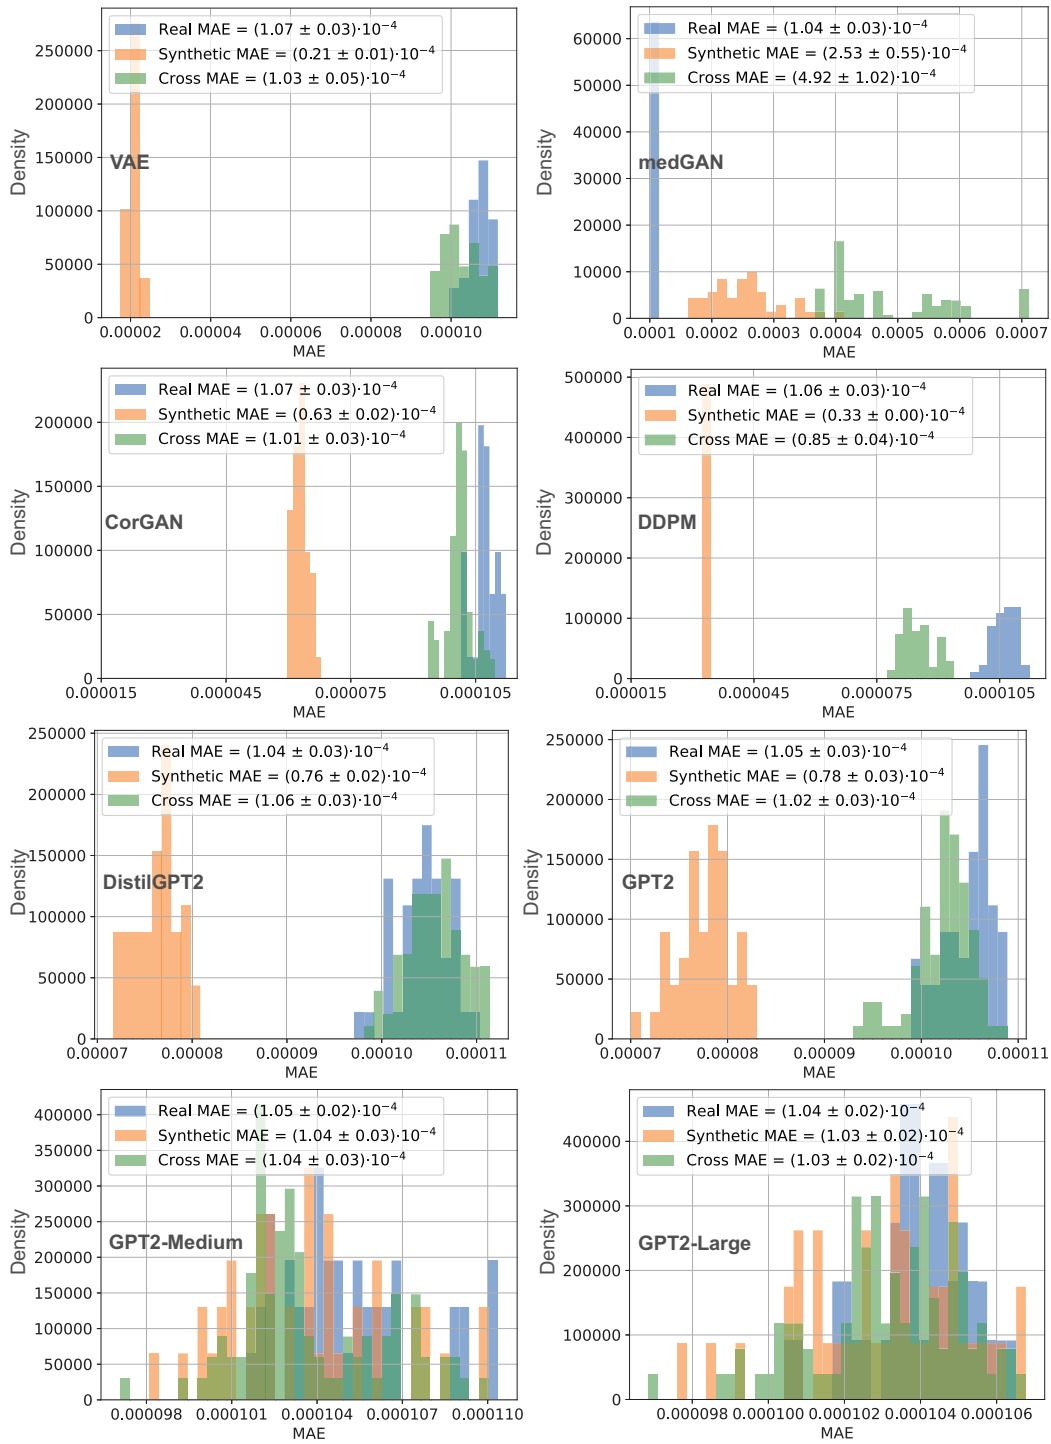 Real MAE = (1.07 ± 0.03)·10⁻⁴
Synthetic MAE = (0.21 ± 0.01)·10⁻⁴
Cross MAE = (1.03 ± 0.05)·10⁻⁴
250000
200000
150000
100000
50000
0
Density
VAE
0.00002 0.00004 0.00006 0.00008 0.00010
MAE
Real MAE = (1.04 ± 0.03)·10⁻⁴
Synthetic MAE = (2.53 ± 0.55)·10⁻⁴
Cross MAE = (4.92 ± 1.02)·10⁻⁴
60000
50000
40000
30000
20000
10000
0
Density
medGAN
0.0001 0.0002 0.0003 0.0004 0.0005 0.0006 0.0007
MAE
Real MAE = (1.07 ± 0.03)·10⁻⁴
Synthetic MAE = (0.63 ± 0.02)·10⁻⁴
Cross MAE = (1.01 ± 0.03)·10⁻⁴
200000
150000
100000
50000
0
Density
CorGAN
0.000015 0.000045 0.000075 0.000105
MAE
Real MAE = (1.06 ± 0.03)·10⁻⁴
Synthetic MAE = (0.33 ± 0.00)·10⁻⁴
Cross MAE = (0.85 ± 0.04)·10⁻⁴
500000
400000
300000
200000
100000
0
Density
DDPM
0.000015 0.000045 0.000075 0.000105
MAE
Real MAE = (1.04 ± 0.03)·10⁻⁴
Synthetic MAE = (0.76 ± 0.02)·10⁻⁴
Cross MAE = (1.06 ± 0.03)·10⁻⁴
250000
200000
150000
100000
50000
0
Density
DistilGPT2
0.00007 0.00008 0.00009 0.00010 0.00011
MAE
Real MAE = (1.05 ± 0.03)·10⁻⁴
Synthetic MAE = (0.78 ± 0.03)·10⁻⁴
Cross MAE = (1.02 ± 0.03)·10⁻⁴
250000
200000
150000
100000
50000
0
Density
GPT2
0.00007 0.00008 0.00009 0.00010 0.00011
MAE
Real MAE = (1.05 ± 0.02)·10⁻⁴
Synthetic MAE = (1.04 ± 0.03)·10⁻⁴
Cross MAE = (1.04 ± 0.03)·10⁻⁴
400000
350000
300000
250000
200000
150000
100000
50000
0
Density
GPT2-Medium
0.000098 0.000101 0.000104 0.000107 0.000110
MAE
Real MAE = (1.04 ± 0.02)·10⁻⁴
Synthetic MAE = (1.03 ± 0.02)·10⁻⁴
Cross MAE = (1.03 ± 0.02)·10⁻⁴
400000
300000
200000
100000
0
Density
GPT2-Large
0.000098 0.000100 0.000102 0.000104 0.000106
MAE